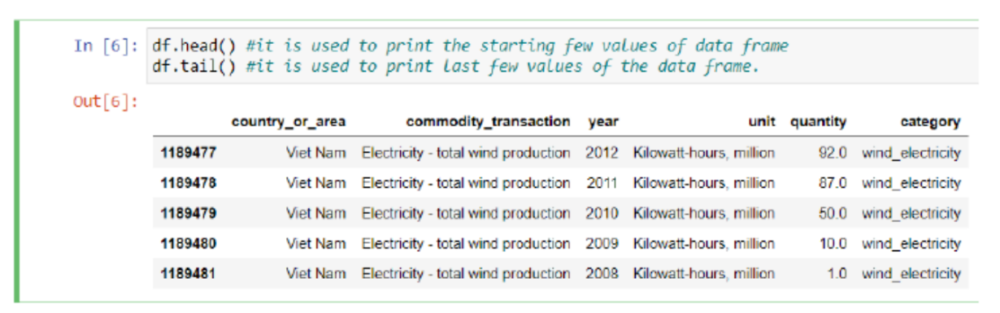 In [6]: df.head() #it is used to print the starting few values of data frame
df.tail() #it is used to print last few values of the data frame.
Out[6]:
country_or_area commodity_transaction year unit quantity category
1189477 Viet Nam Electricity - total wind production 2012 Kilowatt-hours, million 92.0 wind_electricity
1189478 Viet Nam Electricity - total wind production 2011 Kilowatt-hours, million 87.0 wind_electricity
1189479 Viet Nam Electricity - total wind production 2010 Kilowatt-hours, million 50.0 wind_electricity
1189480 Viet Nam Electricity - total wind production 2009 Kilowatt-hours, million 10.0 wind_electricity
1189481 Viet Nam Electricity - total wind production 2008 Kilowatt-hours, million 1.0 wind_electricity